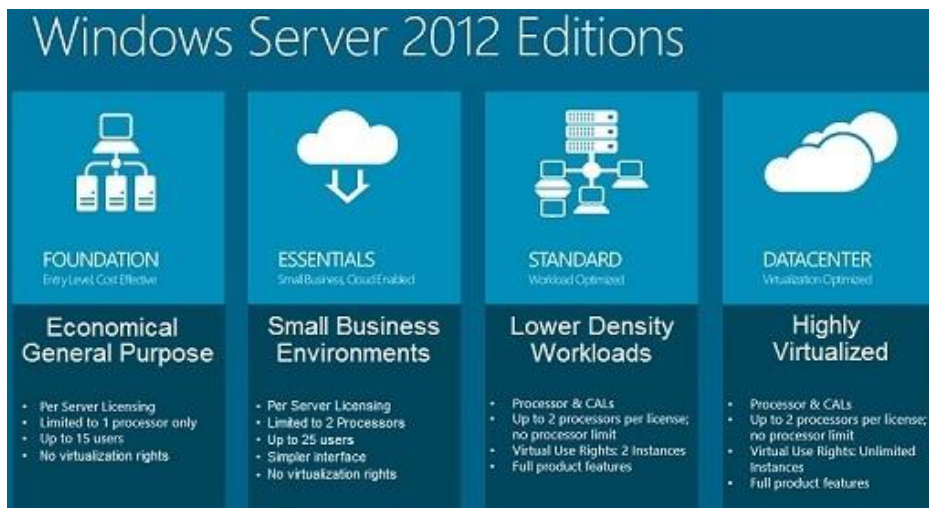 Windows Server 2012 Editions
FOUNDATION
Entry Level, Cost Effective
Economical
General Purpose
• Per Server Licensing
• Limited to 1 processor only
• Up to 15 users
• No virtualization rights
ESSENTIALS
Small Business, Cloud Enabled
Small Business
Environments
• Per Server Licensing
• Limited to 2 Processors
• Up to 25 users
• Simpler interface
• No virtualization rights
STANDARD
Workload Optimized
Lower Density
Workloads
• Processor & CALs
• Up to 2 processors per license;
no processor limit
• Virtual Use Rights: 2 Instances
• Full product features
DATACENTER
Virtualization Optimized
Highly
Virtualized
• Processor & CALs
• Up to 2 processors per license;
no processor limit
• Virtual Use Rights: Unlimited
Instances
• Full product features